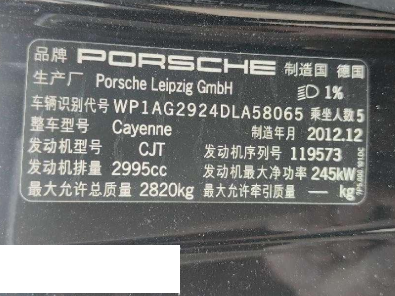 品牌 PORSCHE 制造国 德国
生产厂 Porsche Leipzig GmbH 1%
车辆识别代号 WP1AG2924DLA58065 乘坐人数 5
整车型号 Cayenne 制造年月 2012.12
发动机型号 CJT 发动机序列号 119573
发动机排量 2995cc 发动机最大净功率 245kW
最大允许总质量 2820kg 最大允许牵引质量 — kg